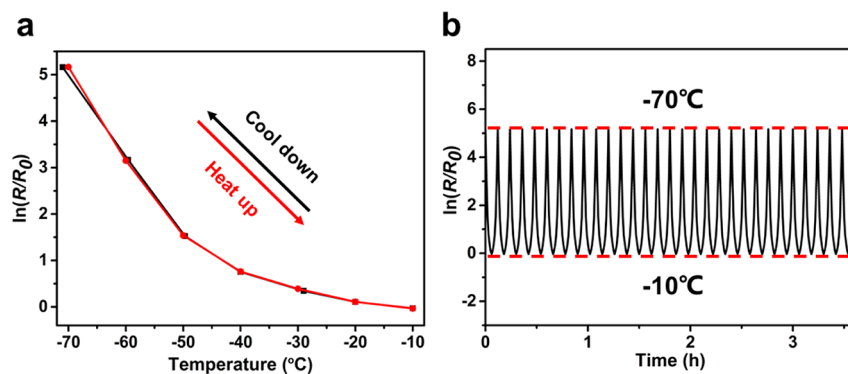 a
5
4
3
2
1
0
ln(R/R0)
-70 -60 -50 -40 -30 -20 -10
Temperature (°C)
Cool down
Heat up
b
8
6
4
2
0
-2
ln(R/R0)
-70℃
-10℃
0 1 2 3
Time (h)